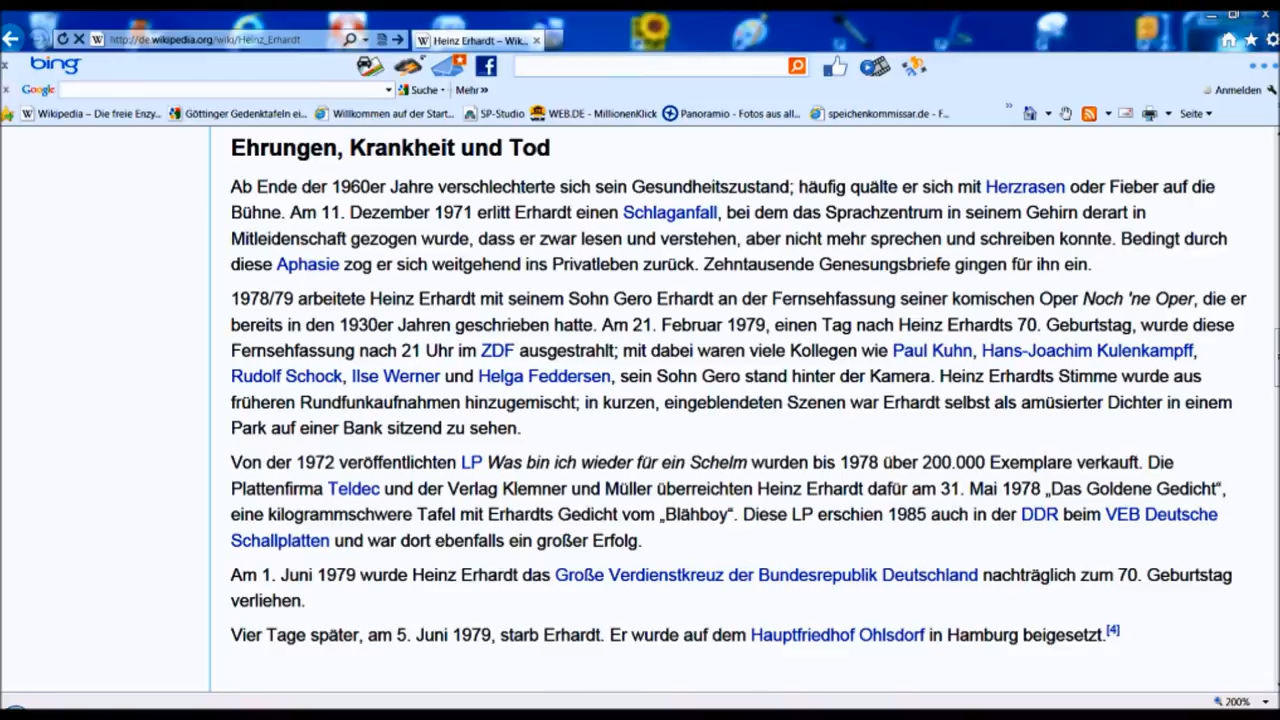 http://de.wikipedia.org/wiki/Heinz_Erhardt
W Heinz Erhardt – Wik...
x bing
x Google Suche Mehr » Anmelden
W Wikipedia – Die freie Enzy... Göttinger Gedenktafeln ei... Willkommen auf der Start... SP-Studio WEB.DE - MillionenKlick Panoramio - Fotos aus all... speichenkommissar.de - F... » Seite
Ehrungen, Krankheit und Tod
Ab Ende der 1960er Jahre verschlechterte sich sein Gesundheitszustand; häufig quälte er sich mit Herzrasen oder Fieber auf die
Bühne. Am 11. Dezember 1971 erlitt Erhardt einen Schlaganfall, bei dem das Sprachzentrum in seinem Gehirn derart in
Mitleidenschaft gezogen wurde, dass er zwar lesen und verstehen, aber nicht mehr sprechen und schreiben konnte. Bedingt durch
diese Aphasie zog er sich weitgehend ins Privatleben zurück. Zehntausende Genesungsbriefe gingen für ihn ein.
1978/79 arbeitete Heinz Erhardt mit seinem Sohn Gero Erhardt an der Fernsehfassung seiner komischen Oper Noch 'ne Oper, die er
bereits in den 1930er Jahren geschrieben hatte. Am 21. Februar 1979, einen Tag nach Heinz Erhardts 70. Geburtstag, wurde diese
Fernsehfassung nach 21 Uhr im ZDF ausgestrahlt; mit dabei waren viele Kollegen wie Paul Kuhn, Hans-Joachim Kulenkampff,
Rudolf Schock, Ilse Werner und Helga Feddersen, sein Sohn Gero stand hinter der Kamera. Heinz Erhardts Stimme wurde aus
früheren Rundfunkaufnahmen hinzugemischt; in kurzen, eingeblendeten Szenen war Erhardt selbst als amüsierter Dichter in einem
Park auf einer Bank sitzend zu sehen.
Von der 1972 veröffentlichten LP Was bin ich wieder für ein Schelm wurden bis 1978 über 200.000 Exemplare verkauft. Die
Plattenfirma Teldec und der Verlag Klemner und Müller überreichten Heinz Erhardt dafür am 31. Mai 1978 „Das Goldene Gedicht“,
eine kilogrammschwere Tafel mit Erhardts Gedicht vom „Blähboy“. Diese LP erschien 1985 auch in der DDR beim VEB Deutsche
Schallplatten und war dort ebenfalls ein großer Erfolg.
Am 1. Juni 1979 wurde Heinz Erhardt das Große Verdienstkreuz der Bundesrepublik Deutschland nachträglich zum 70. Geburtstag
verliehen.
Vier Tage später, am 5. Juni 1979, starb Erhardt. Er wurde auf dem Hauptfriedhof Ohlsdorf in Hamburg beigesetzt.[4]
200%